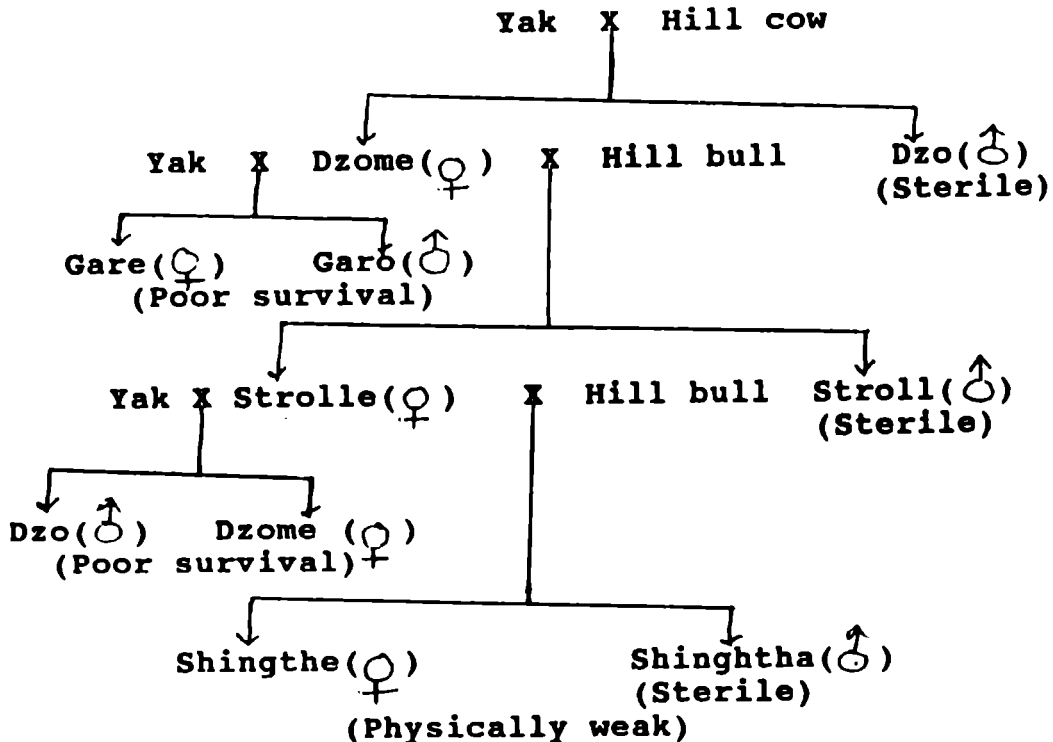 Yak X Hill cow
Yak X Dzome(♀) X Hill bull Dzo(♂)
(Sterile)
Gare(♀) Garo(♂)
(Poor survival)
Yak X Strolle(♀) X Hill bull Stroll(♂)
(Sterile)
Dzo(♂) Dzome (♀)
(Poor survival)
Shingthe(♀) Shinghtha(♂)
(Sterile)
(Physically weak)